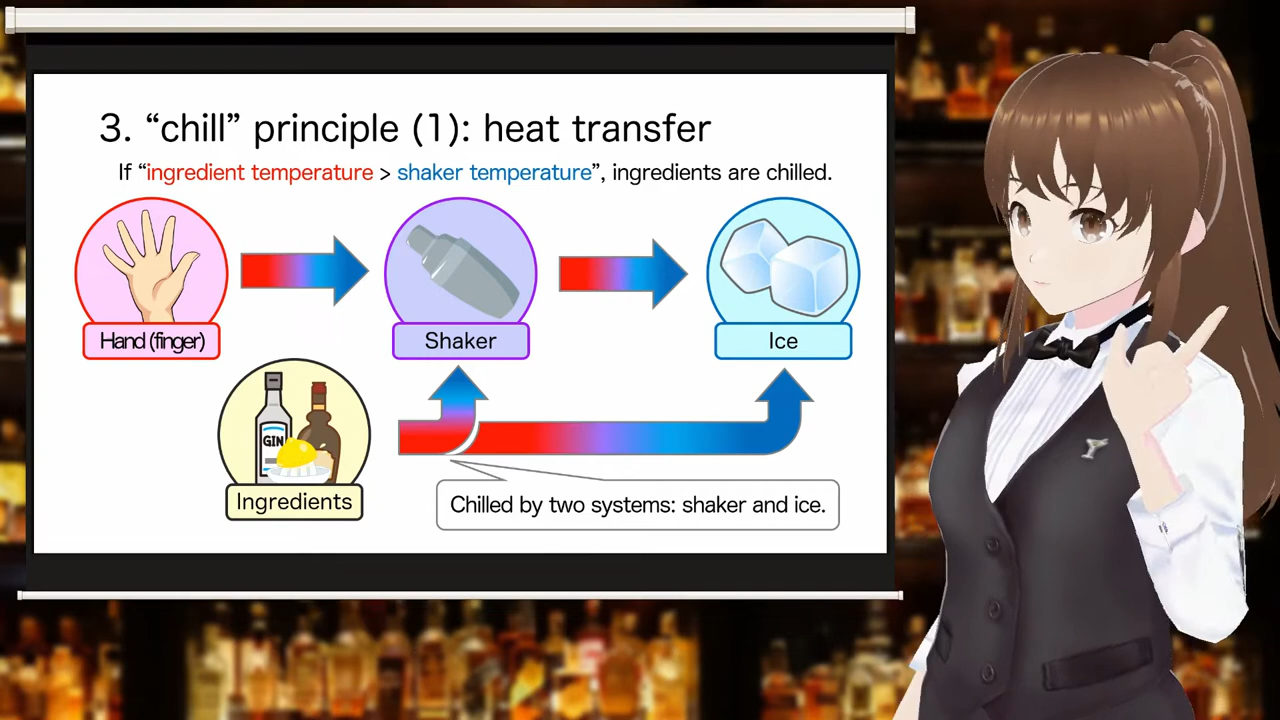 3. “chill” principle (1): heat transfer
If “ingredient temperature > shaker temperature”, ingredients are chilled.
Hand (finger)
Shaker
Ice
GIN
Ingredients
Chilled by two systems: shaker and ice.